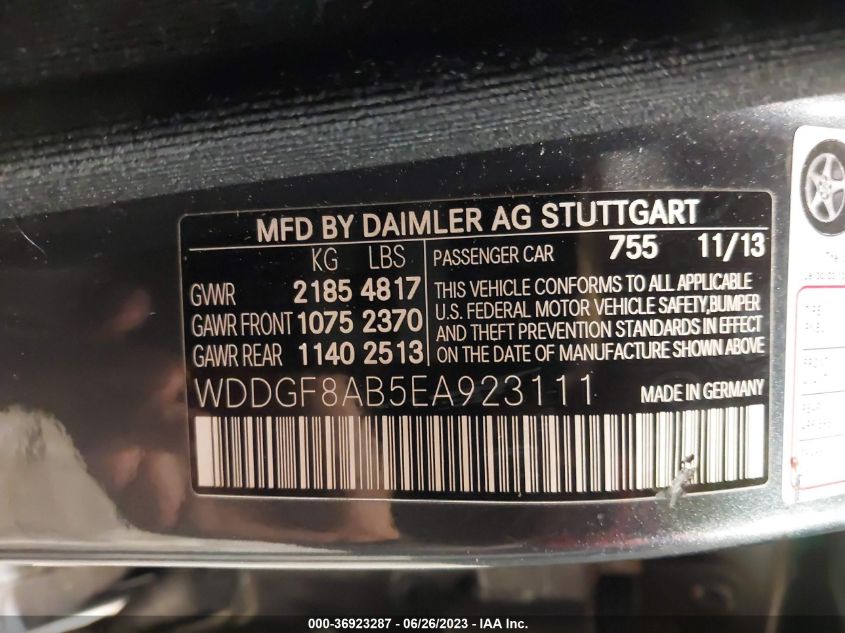 MFD BY DAIMLER AG STUTTGART
KG LBS
GVWR 2185 4817
GAWR FRONT 1075 2370
GAWR REAR 1140 2513
PASSENGER CAR 755 11/13
THIS VEHICLE CONFORMS TO ALL APPLICABLE
U.S. FEDERAL MOTOR VEHICLE SAFETY,BUMPER
AND THEFT PREVENTION STANDARDS IN EFFECT
ON THE DATE OF MANUFACTURE SHOWN ABOVE
WDDGF8AB5EA923111 MADE IN GERMANY
000-36923287 - 06/26/2023 - IAA Inc.